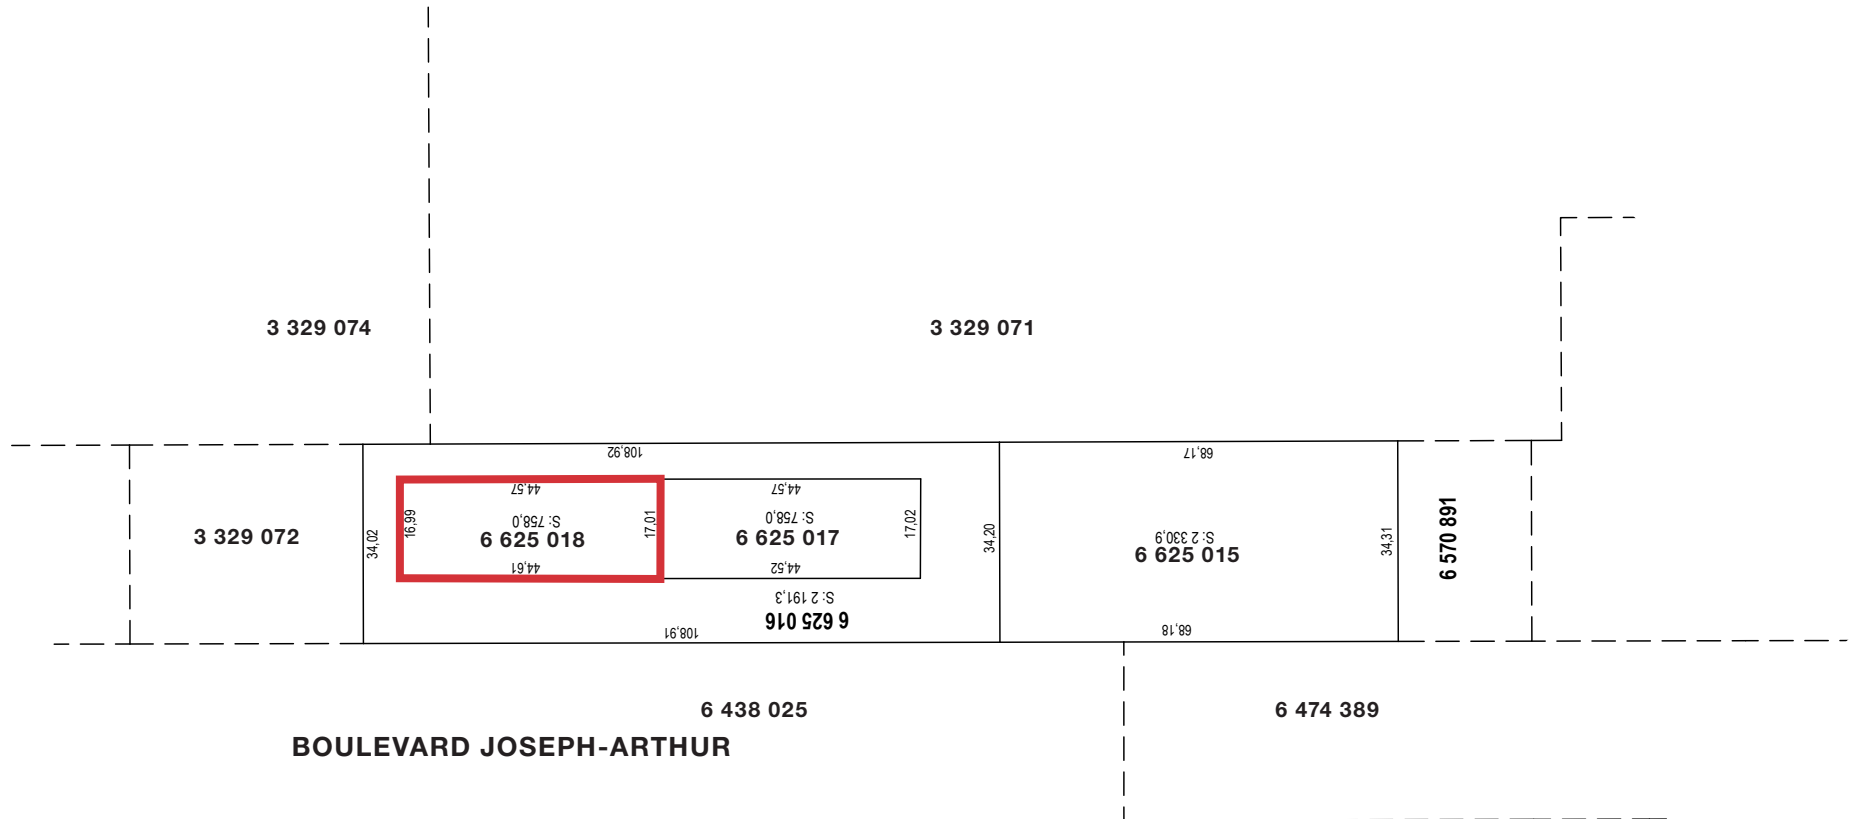 3 329 074
3 329 071
108,92
68,17
44,57
44,57
16,99
S: 758,0
17,01
S: 758,0
17,02
34,02
3 329 072
6 625 018
6 625 017
34,20
S: 2 330,9
6 625 015
34,31
6 570 891
44,61
44,52
S: 2 191,3
6 625 016
108,91
68,18
6 438 025
6 474 389
BOULEVARD JOSEPH-ARTHUR